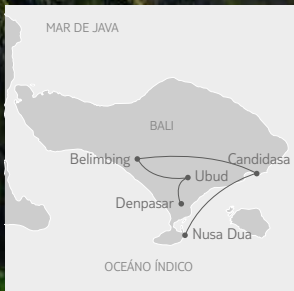 MAR DE JAVA
BALI
Belimbing
Candidasa
Ubud
Denpasar
Nusa Dua
OCEÁNO ÍNDICO